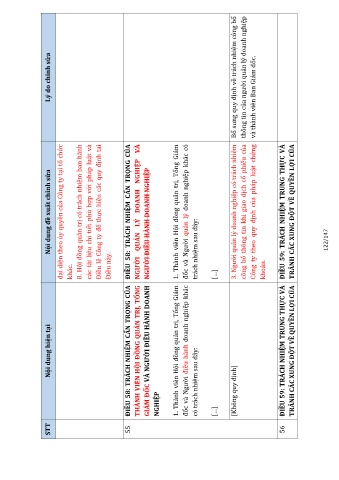 STT
Nội dung hiện tại
Nội dung đề xuất chỉnh sửa
Lý do chỉnh sửa
đại diện theo ủy quyền của Công ty tại tổ chức
khác.
8. Hội đồng quản trị có trách nhiệm ban hành
các tài liệu chi tiết phù hợp với pháp luật và
Điều lệ Công ty để thực hiện các quy định tại
Điều này.
55
ĐIỀU 58: TRÁCH NHIỆM CẨN TRỌNG CỦA
THÀNH VIÊN HỘI ĐỒNG QUẢN TRỊ, TỔNG
GIÁM ĐỐC VÀ NGƯỜI ĐIỀU HÀNH DOANH
NGHIỆP
ĐIỀU 58: TRÁCH NHIỆM CẨN TRỌNG CỦA
NGƯỜI QUẢN LÝ DOANH NGHIỆP VÀ
NGƯỜI ĐIỀU HÀNH DOANH NGHIỆP
1. Thành viên Hội đồng quản trị, Tổng Giám
đốc và Người điều hành doanh nghiệp khác
có trách nhiệm sau đây:
1. Thành viên Hội đồng quản trị, Tổng Giám
đốc và Người quản lý doanh nghiệp khác có
trách nhiệm sau đây:
[...]
[...]
[Không quy định]
3. Người quản lý doanh nghiệp có trách nhiệm
công bố thông tin khi giao dịch cổ phiếu của
Công ty theo quy định của pháp luật chứng
khoán.
Bổ sung quy định về trách nhiệm công bố
thông tin của người quản lý doanh nghiệp
và thành viên Ban Giám đốc.
56
ĐIỀU 59: TRÁCH NHIỆM TRUNG THỰC VÀ
TRÁNH CÁC XUNG ĐỘT VỀ QUYỀN LỢI CỦA
ĐIỀU 59: TRÁCH NHIỆM TRUNG THỰC VÀ
TRÁNH CÁC XUNG ĐỘT VỀ QUYỀN LỢI CỦA
122/147